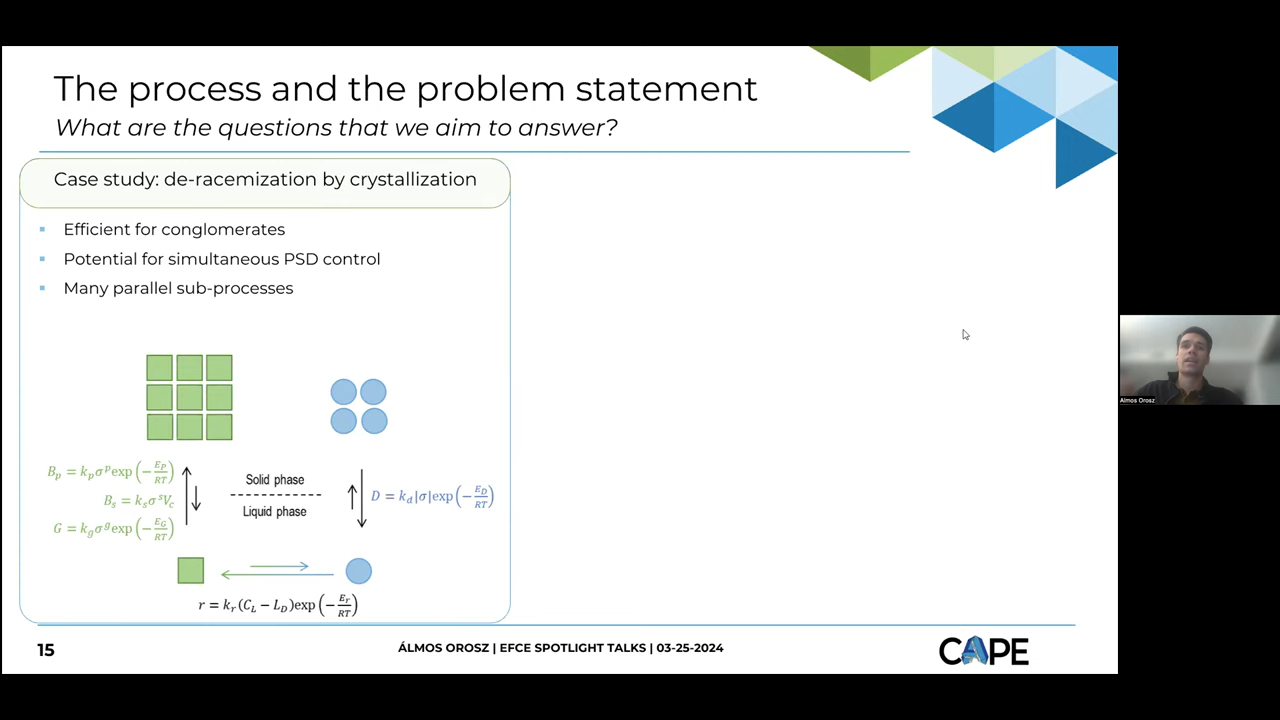 The process and the problem statement
What are the questions that we aim to answer?
Case study: de-racemization by crystallization
▪ Efficient for conglomerates
▪ Potential for simultaneous PSD control
▪ Many parallel sub-processes
B_p = k_p σ^p exp(−E_P/RT)
B_s = k_s σ^s V_c
G = k_g σ^g exp(−E_G/RT)
Solid phase
Liquid phase
D = k_d|σ|exp(−E_D/RT)
r = k_r(C_L − L_D)exp(−E_r/RT)
15
ÁLMOS OROSZ | EFCE SPOTLIGHT TALKS | 03-25-2024
CAPE
Álmos Orosz